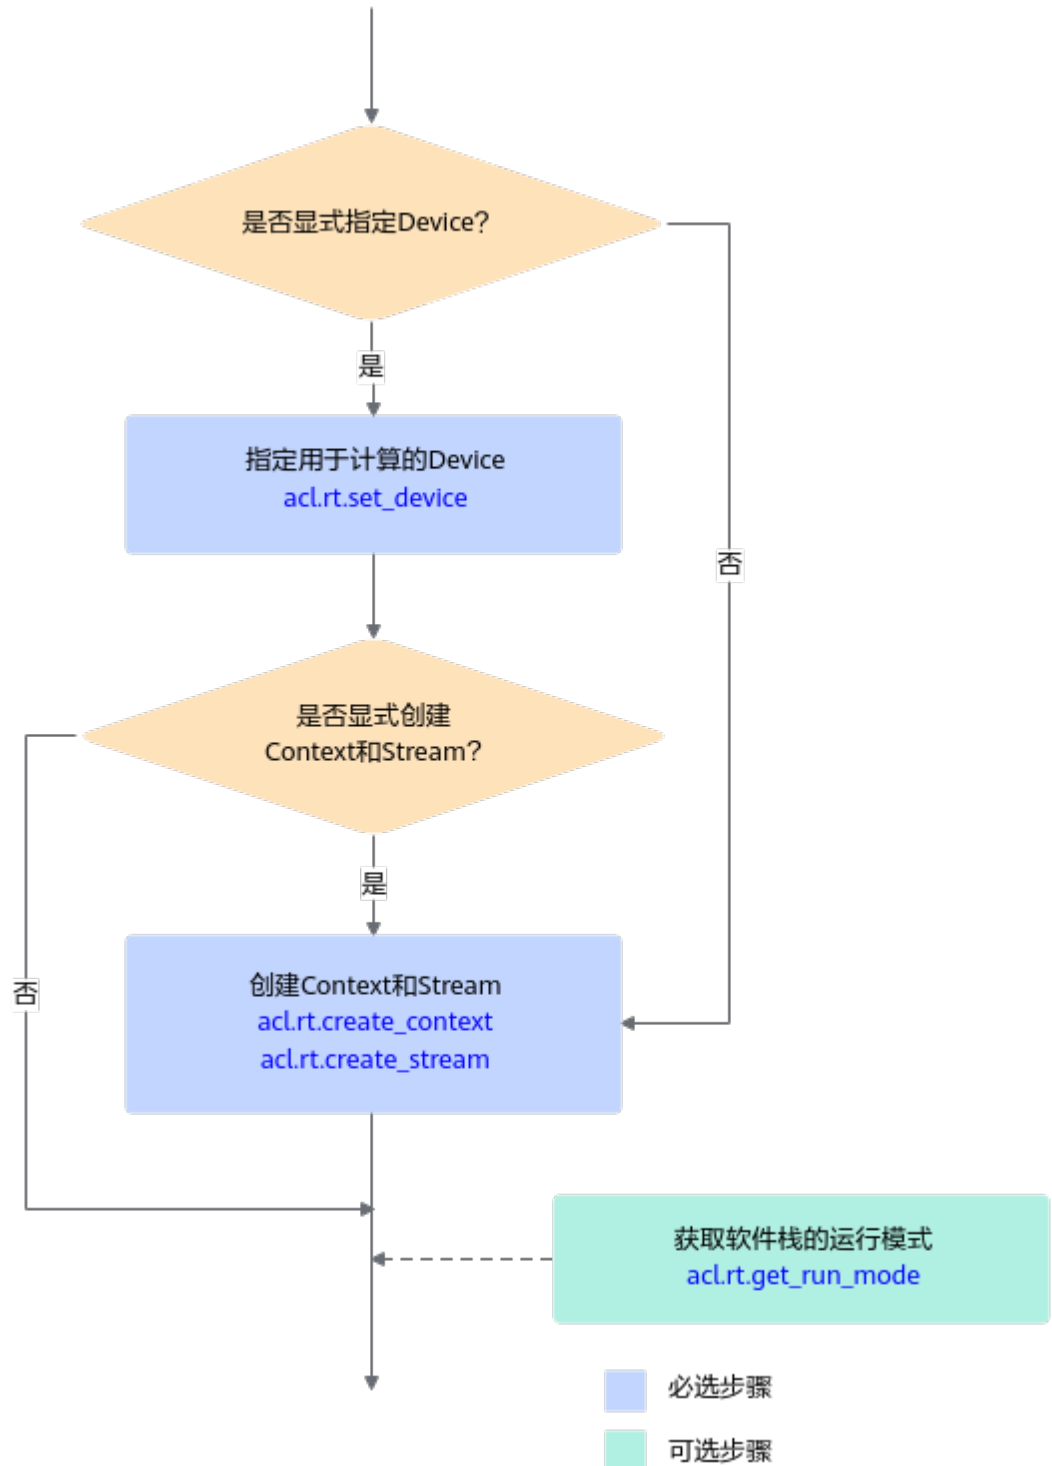 是否显式指定Device?
是
指定用于计算的Device
acl.rt.set_device
否
是否显式创建
Context和Stream?
是
否
创建Context和Stream
acl.rt.create_context
acl.rt.create_stream
获取软件栈的运行模式
acl.rt.get_run_mode
必选步骤
可选步骤